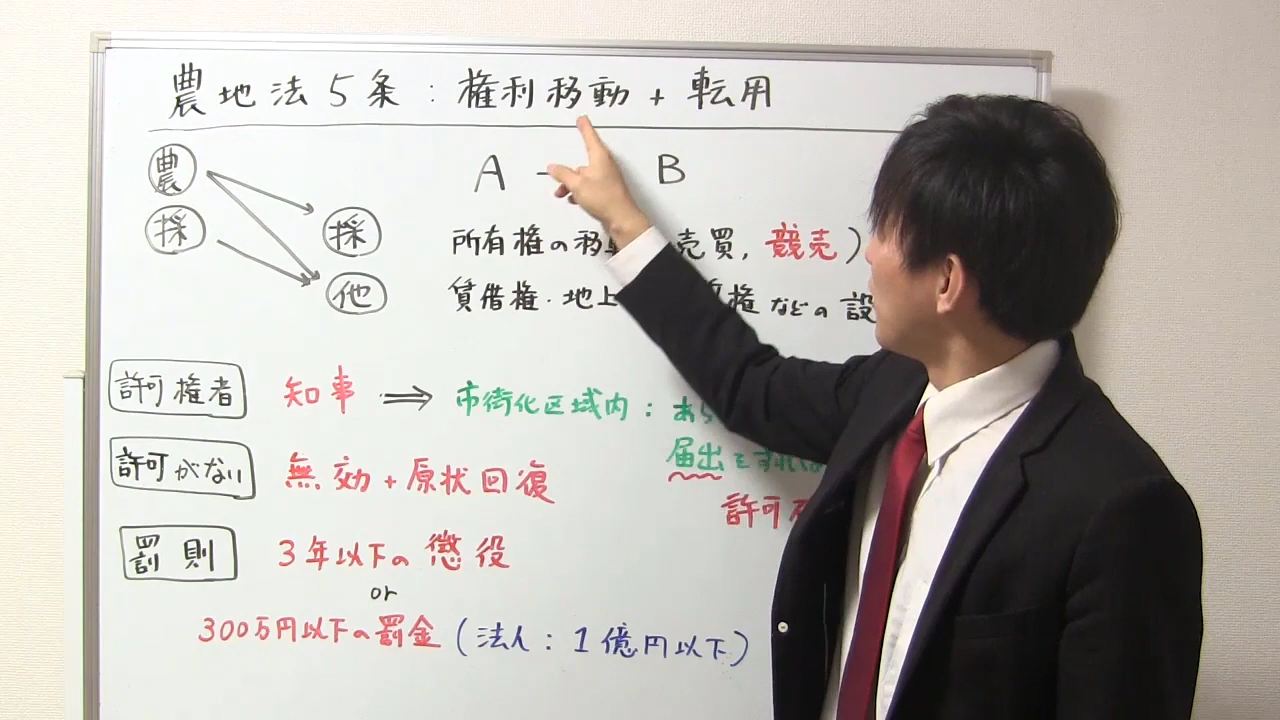 農地法5条：権利移動＋転用
農
採
採
他
A → B
所有権の移 売買, 競売)
賃借権・地上 権などの設
許可権者 知事 ⇒ 市街化区域内：あら
届出をすれば
許可がない 無効＋原状回復
許可不
罰則 3年以下の懲役
or
300万円以下の罰金(法人：1億円以下)